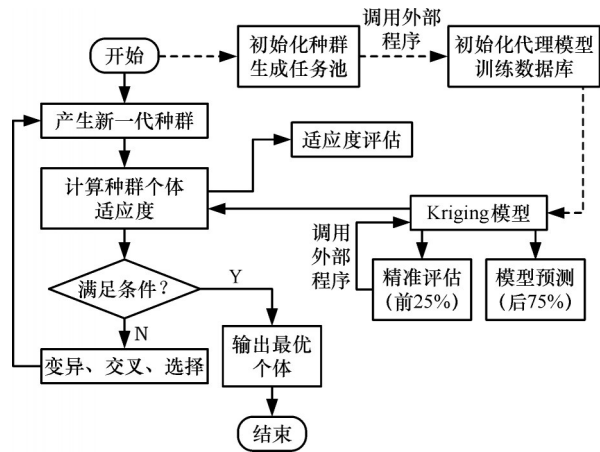 调用外部
程序
开始
初始化种群
生成任务池
初始化代理模型
训练数据库
产生新一代种群
适应度评估
计算种群个体
适应度
Kriging模型
调用
外部
程序
满足条件?
Y
精准评估
(前25%)
模型预测
(后75%)
N
变异、交叉、选择
输出最优
个体
结束